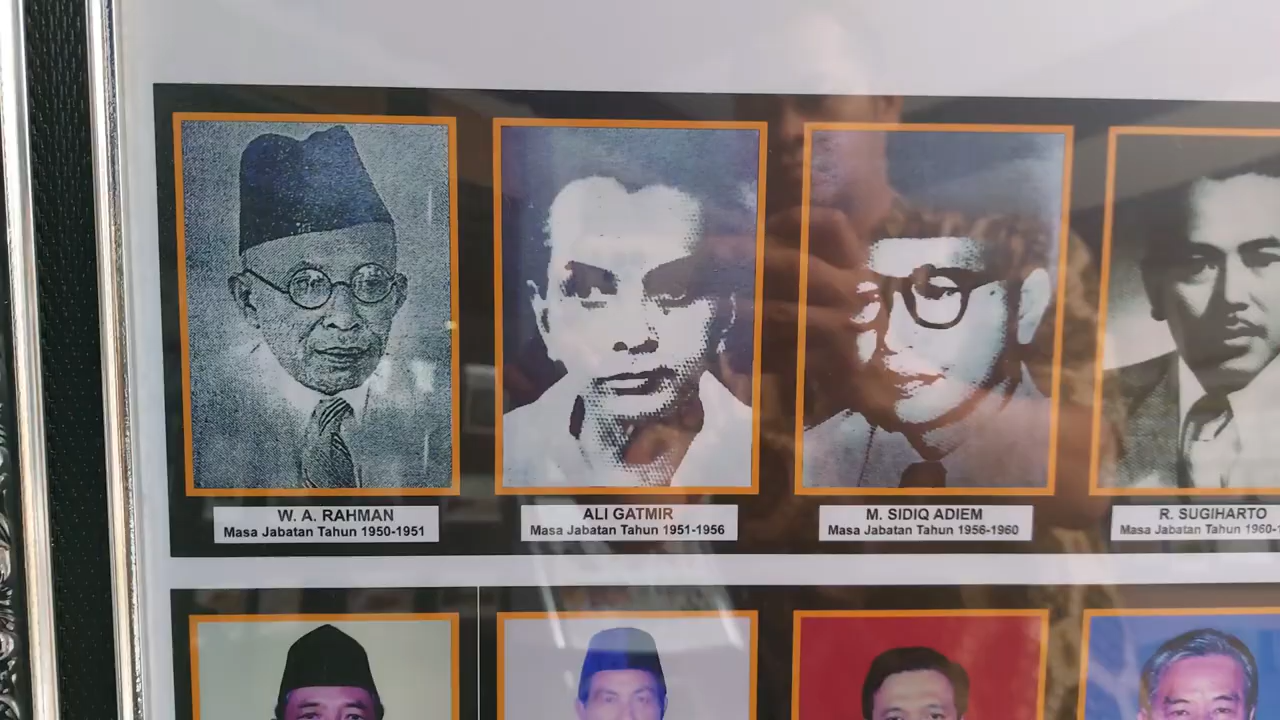 W. A. RAHMAN
Masa Jabatan Tahun 1950-1951
ALI GATMIR
Masa Jabatan Tahun 1951-1956
M. SIDIQ ADIEM
Masa Jabatan Tahun 1956-1960
R. SUGIHARTO
Masa Jabatan Tahun 1960-